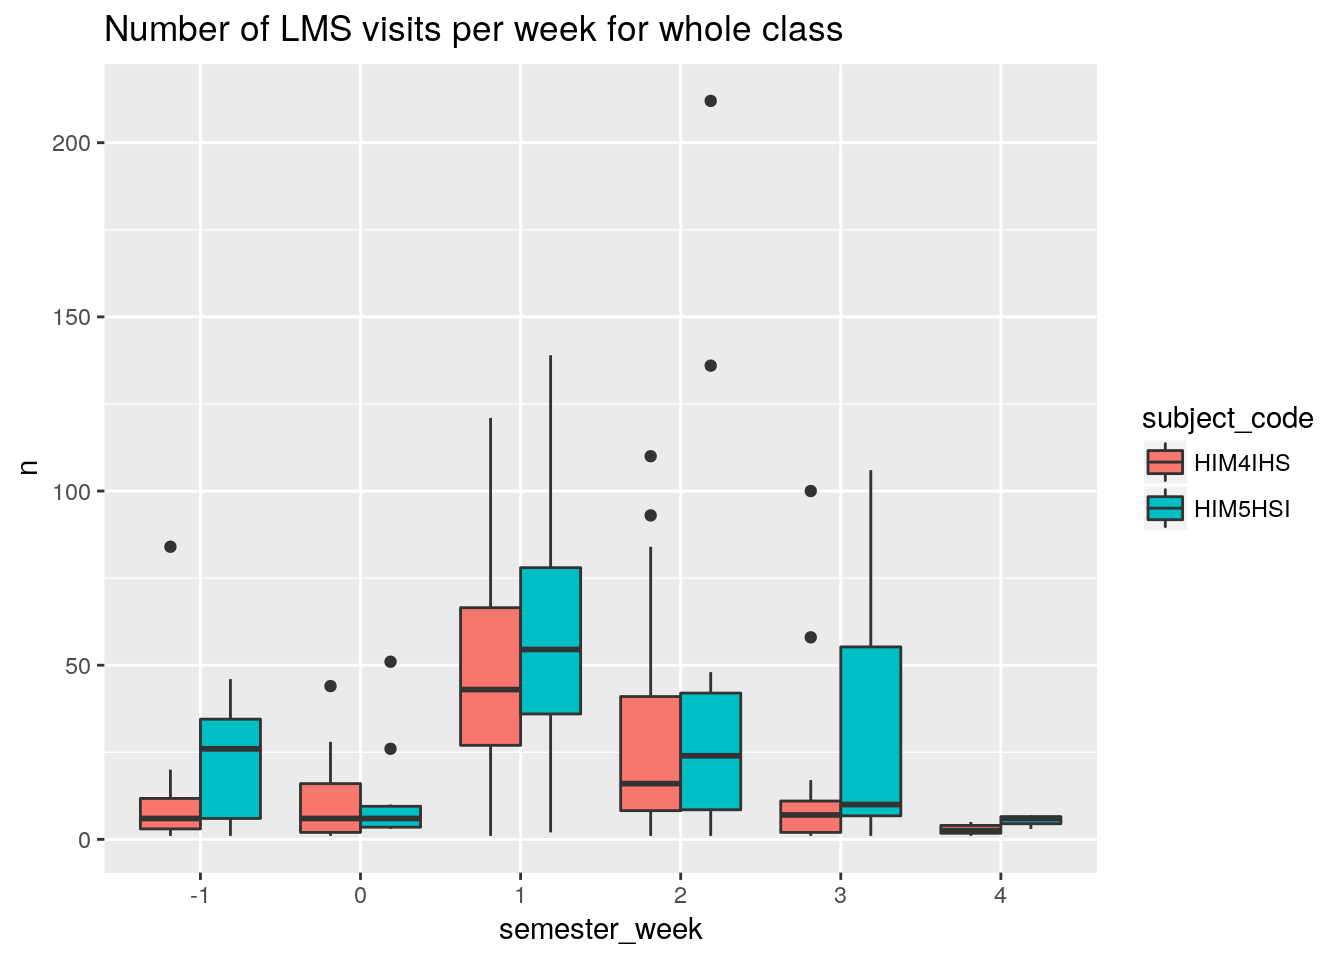 Number of LMS visits per week for whole class
200
150
100
50
0
n
-1 0 1 2 3 4
semester_week
subject_code
HIM4IHS
HIM5HSI